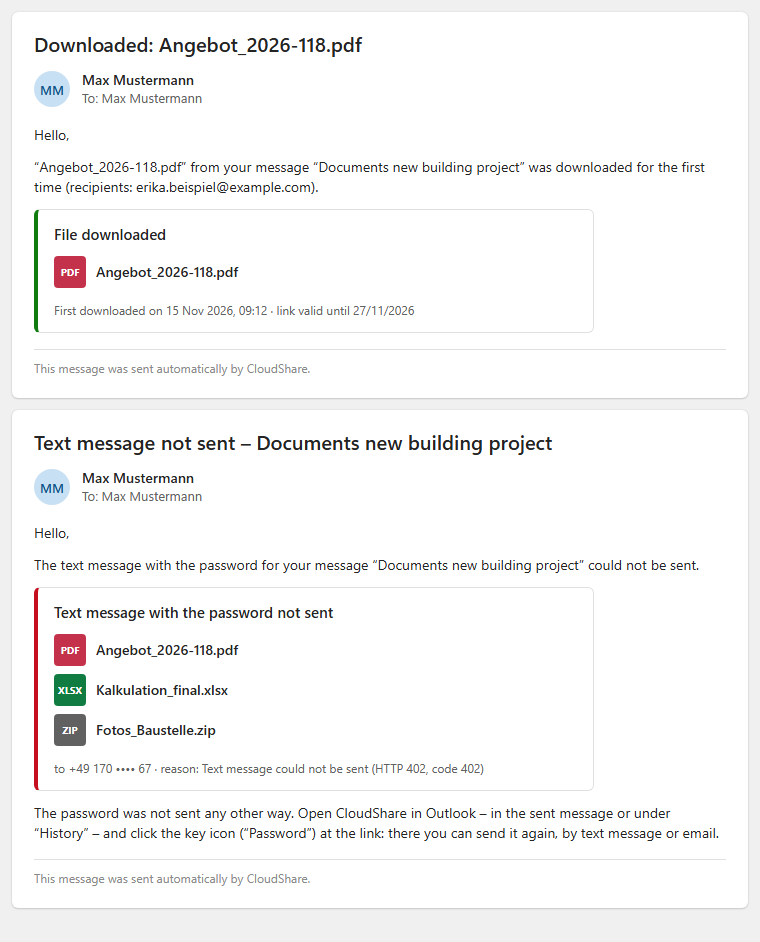 Downloaded: Angebot_2026-118.pdf
MM
Max Mustermann
To: Max Mustermann
Hello,
“Angebot_2026-118.pdf” from your message “Documents new building project” was downloaded for the first
time (recipients: erika.beispiel@example.com).
File downloaded
PDF Angebot_2026-118.pdf
First downloaded on 15 Nov 2026, 09:12 · link valid until 27/11/2026
This message was sent automatically by CloudShare.
Text message not sent – Documents new building project
MM
Max Mustermann
To: Max Mustermann
Hello,
The text message with the password for your message “Documents new building project” could not be sent.
Text message with the password not sent
PDF Angebot_2026-118.pdf
XLSX Kalkulation_final.xlsx
ZIP Fotos_Baustelle.zip
to +49 170 •••• 67 · reason: Text message could not be sent (HTTP 402, code 402)
The password was not sent any other way. Open CloudShare in Outlook – in the sent message or under
“History” – and click the key icon (“Password”) at the link: there you can send it again, by text message or email.
This message was sent automatically by CloudShare.